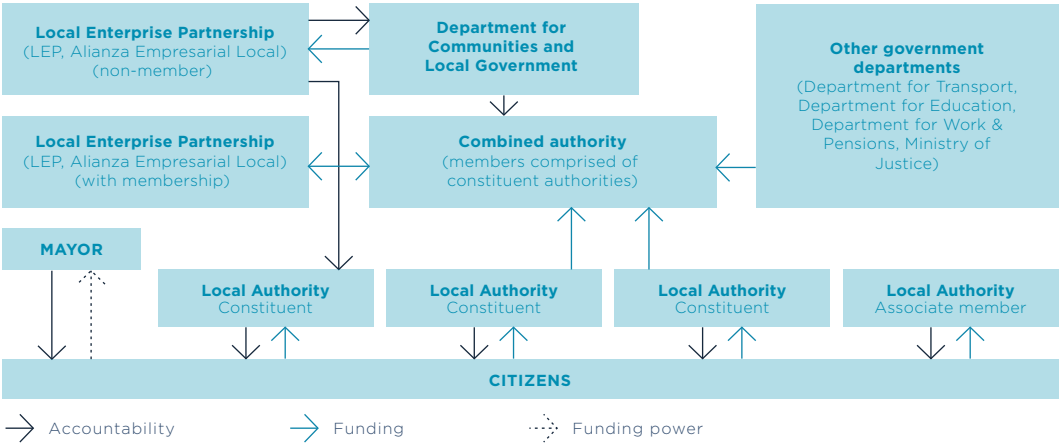 Local Enterprise Partnership
(LEP, Alianza Empresarial Local)
(non-member)
Department for
Communities and
Local Government
Other government
departments
(Department for Transport,
Department for Education,
Department for Work &
Pensions, Ministry of
Justice)
Local Enterprise Partnership
(LEP, Alianza Empresarial Local)
(with membership)
Combined authority
(members comprised of
constituent authorities)
MAYOR
Local Authority
Constituent
Local Authority
Constituent
Local Authority
Constituent
Local Authority
Associate member
CITIZENS
Accountability
Funding
Funding power